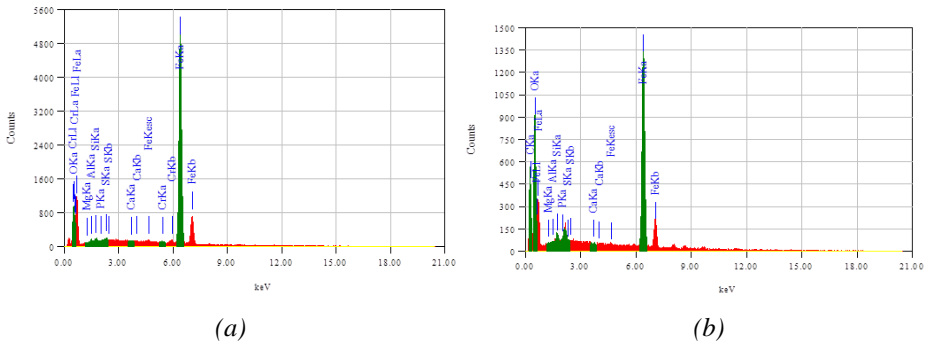 5600
4800
4000
3200
2400
1600
800
0
Counts
OKa CrLl CrLa FeLl FeLa
MgKa AlKa SiKa
PKa SKa SKb
CaKa CaKb FeKesc
CrKa CrKb
FeKa
FeKb
0.00 3.00 6.00 9.00 12.00 15.00 18.00 21.00
keV
(a)
1500
1350
1200
1050
900
750
600
450
300
150
0
Counts
CKa OKa FeLa
MgKa AlKa SiKa
PKa SKa SKb
CaKa CaKb FeKesc
FeKa
FeKb
0.00 3.00 6.00 9.00 12.00 15.00 18.00 21.00
keV
(b)